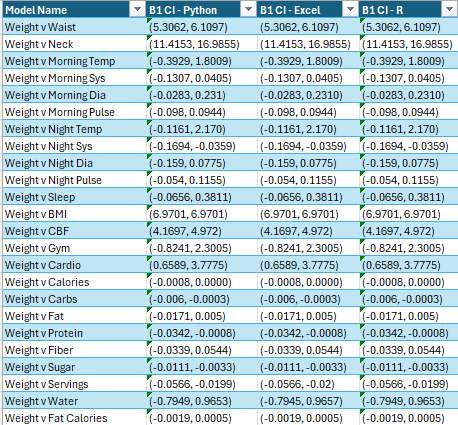 Model Name B1 CI - Python B1 CI - Excel B1 CI - R
Weight v Waist (5.3062, 6.1097) (5.3062, 6.1097) (5.3062, 6.1097)
Weight v Neck (11.4153, 16.9855) (11.4153, 16.9855) (11.4153, 16.9855)
Weight v Morning Temp (-0.3929, 1.8009) (-0.3929, 1.8009) (-0.3929, 1.8009)
Weight v Morning Sys (-0.1307, 0.0405) (-0.1307, 0.0405) (-0.1307, 0.0405)
Weight v Morning Dia (-0.0283, 0.231) (-0.0283, 0.2310) (-0.0283, 0.2310)
Weight v Morning Pulse (-0.098, 0.0944) (-0.098, 0.0944) (-0.098, 0.0944)
Weight v Night Temp (-0.1161, 2.170) (-0.1161, 2.170) (-0.1161, 2.170)
Weight v Night Sys (-0.1694, -0.0359) (-0.1694, -0.0359) (-0.1694, -0.0359)
Weight v Night Dia (-0.159, 0.0775) (-0.159, 0.0775) (-0.159, 0.0775)
Weight v Night Pulse (-0.054, 0.1155) (-0.054, 0.1155) (-0.054, 0.1155)
Weight v Sleep (-0.0656, 0.3811) (-0.0656, 0.3811) (-0.0656, 0.3811)
Weight v BMI (6.9701, 6.9701) (6.9701, 6.9701) (6.9701, 6.9701)
Weight v CBF (4.1697, 4.972) (4.1697, 4.972) (4.1697, 4.972)
Weight v Gym (-0.8241, 2.3005) (-0.8241, 2.3005) (-0.8241, 2.3005)
Weight v Cardio (0.6589, 3.7775) (0.6589, 3.7775) (0.6589, 3.7775)
Weight v Calories (-0.0008, 0.0000) (-0.0008, 0.0000) (-0.0008, 0.0000)
Weight v Carbs (-0.006, -0.0003) (-0.006, -0.0003) (-0.006, -0.0003)
Weight v Fat (-0.0171, 0.005) (-0.0171, 0.005) (-0.0171, 0.005)
Weight v Protein (-0.0342, -0.0008) (-0.0342, -0.0008) (-0.0342, -0.0008)
Weight v Fiber (-0.0339, 0.0544) (-0.0339, 0.0544) (-0.0339, 0.0544)
Weight v Sugar (-0.0111, -0.0033) (-0.0111, -0.0033) (-0.0111, -0.0033)
Weight v Servings (-0.0566, -0.0199) (-0.0566, -0.02) (-0.0566, -0.0199)
Weight v Water (-0.7949, 0.9653) (-0.7945, 0.9657) (-0.7949, 0.9653)
Weight v Fat Calories (-0.0019, 0.0005) (-0.0019, 0.0005) (-0.0019, 0.0005)